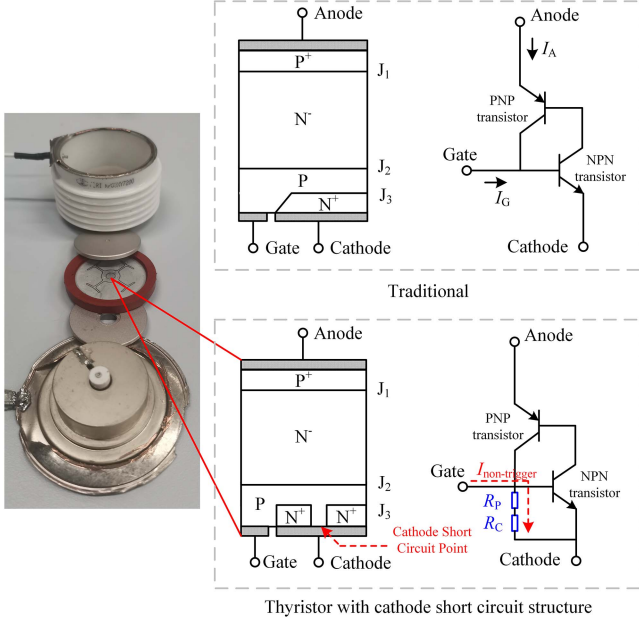 Anode
P+
J1
N-
J2
P
J3
N+
Gate
Cathode
Anode
IA
PNP
transistor
NPN
transistor
Gate
IG
Cathode
Traditional
Anode
P+
J1
N-
J2
P
N+
N+
J3
Cathode Short
Circuit Point
Gate
Cathode
Anode
PNP
transistor
Gate
Inon-trigger
NPN
transistor
RP
RC
Cathode
Thyristor with cathode short circuit structure